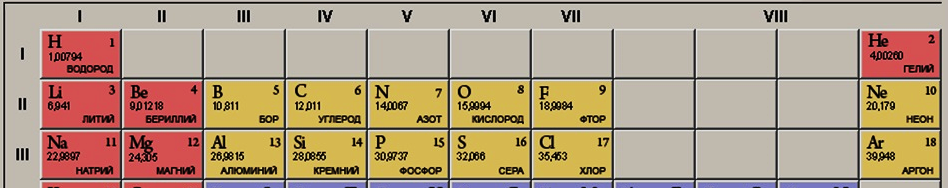 I II III IV V VI VII VIII
I
H 1
1,00794
ВОДОРОД
He 2
4,00260
ГЕЛИЙ
II
Li 3
6,941
ЛИТИЙ
Be 4
9,01218
БЕРИЛЛИЙ
B 5
10,811
БОР
C 6
12,011
УГЛЕРОД
N 7
14,0067
АЗОТ
O 8
15,9994
КИСЛОРОД
F 9
18,9984
ФТОР
Ne 10
20,179
НЕОН
III
Na 11
22,9897
НАТРИЙ
Mg 12
24,305
МАГНИЙ
Al 13
26,9815
АЛЮМИНИЙ
Si 14
28,0855
КРЕМНИЙ
P 15
30,9737
ФОСФОР
S 16
32,066
СЕРА
Cl 17
35,453
ХЛОР
Ar 18
39,948
АРГОН